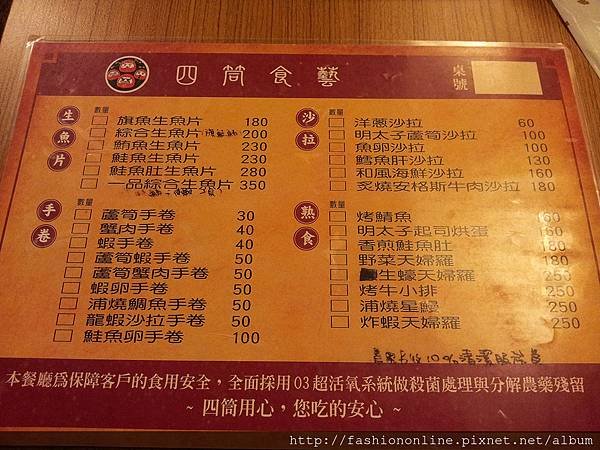 四筒食藝
桌號
生魚片
數量
旗魚生魚片 180
綜合生魚片 200
鮪魚生魚片 230
鮭魚生魚片 230
鮭魚肚生魚片 280
一品綜合生魚片 350
手卷
數量
蘆筍手卷 30
蟹肉手卷 40
蝦手卷 40
蘆筍蝦手卷 50
蘆筍蟹肉手卷 50
蝦卵手卷 50
浦燒鯛魚手卷 50
龍蝦沙拉手卷 50
鮭魚卵手卷 100
沙拉
數量
洋蔥沙拉 60
明太子蘆筍沙拉 100
魚卵沙拉 100
鱈魚肝沙拉 130
和風海鮮沙拉 160
炙燒安格斯牛肉沙拉 180
熟食
數量
烤鯖魚 160
明太子起司烘蛋 160
香煎鮭魚肚 180
野菜天婦羅 180
生蠔天婦羅 250
烤牛小排 250
浦燒星鰻 250
炸蝦天婦羅 250
本餐廳為保障客戶的食用安全，全面採用03超活氧系統做殺菌處理與分解農藥殘留
~ 四筒用心，您吃的安心 ~
http://fashiononline.pixnet.net/album